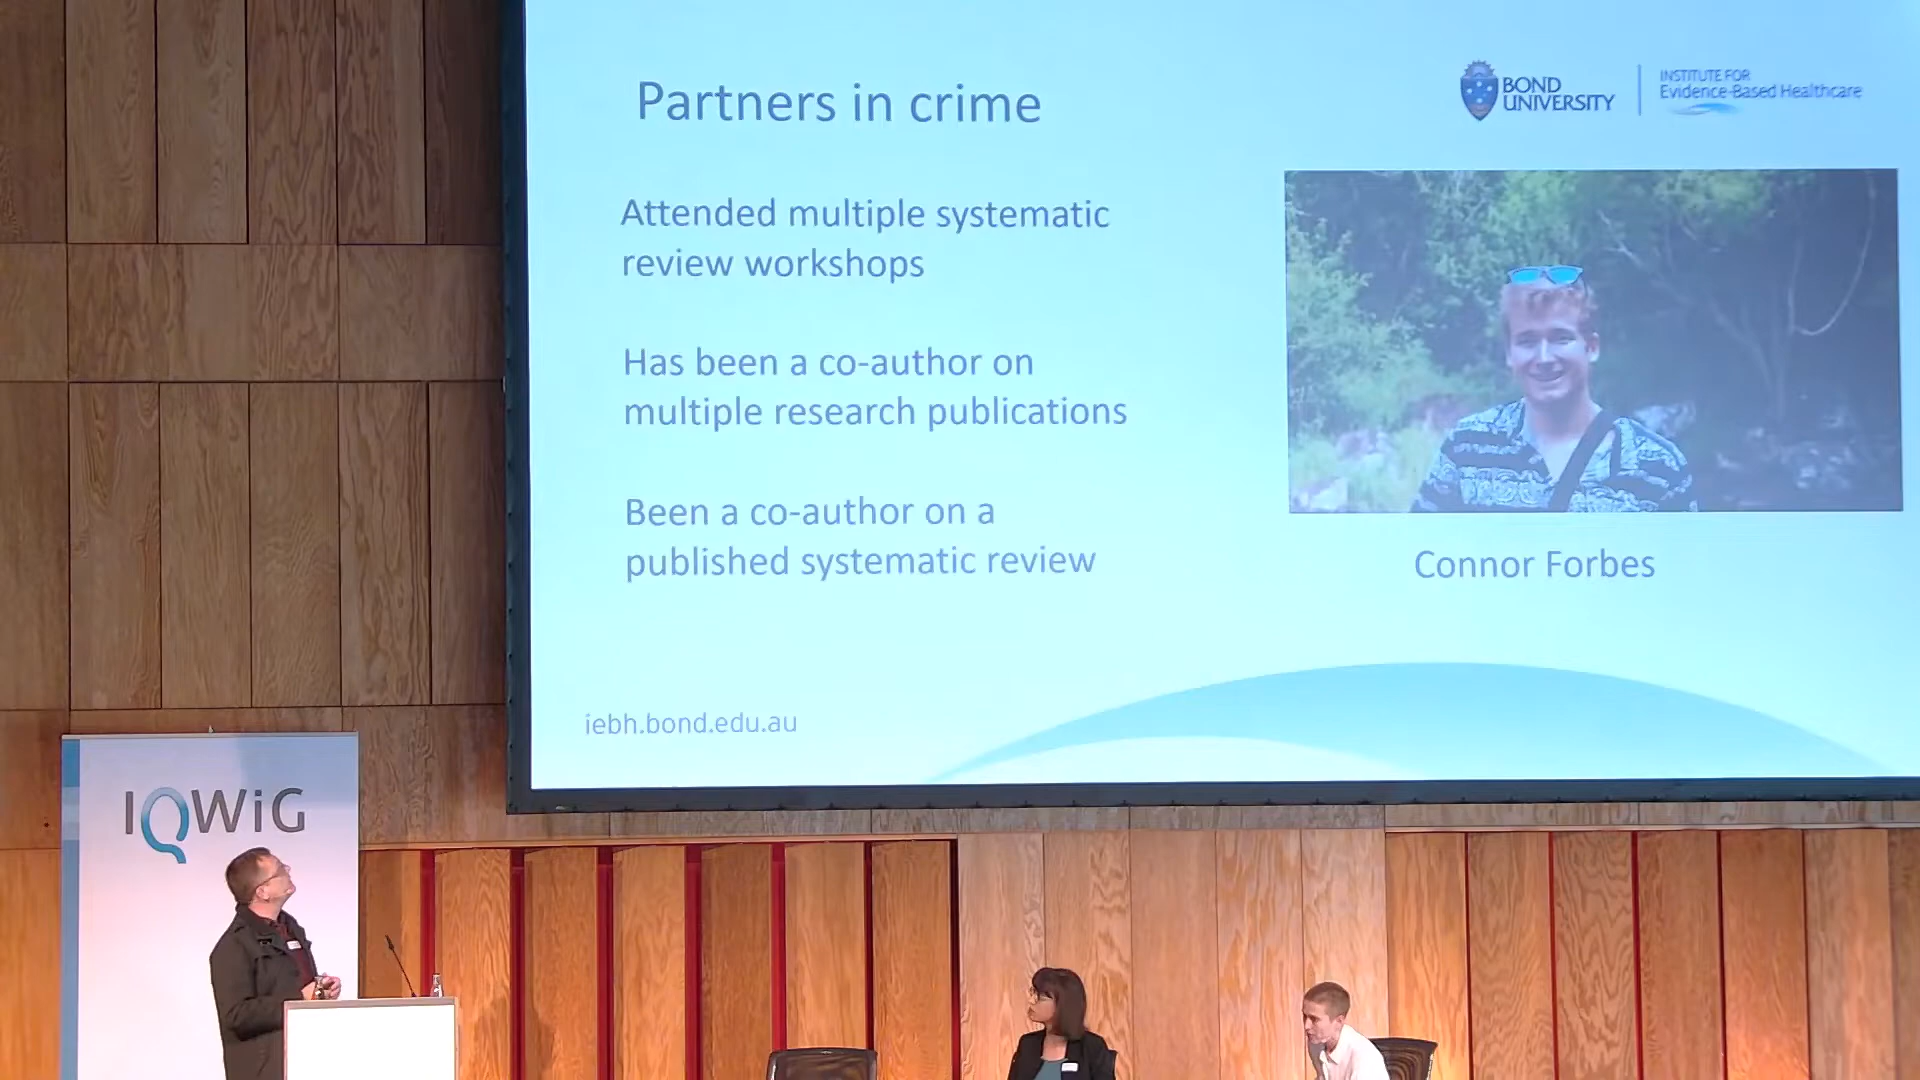 Partners in crime
BOND
UNIVERSITY
INSTITUTE FOR
Evidence-Based Healthcare
Attended multiple systematic
review workshops
Has been a co-author on
multiple research publications
Been a co-author on a
published systematic review
Connor Forbes
iebh.bond.edu.au
IQWiG